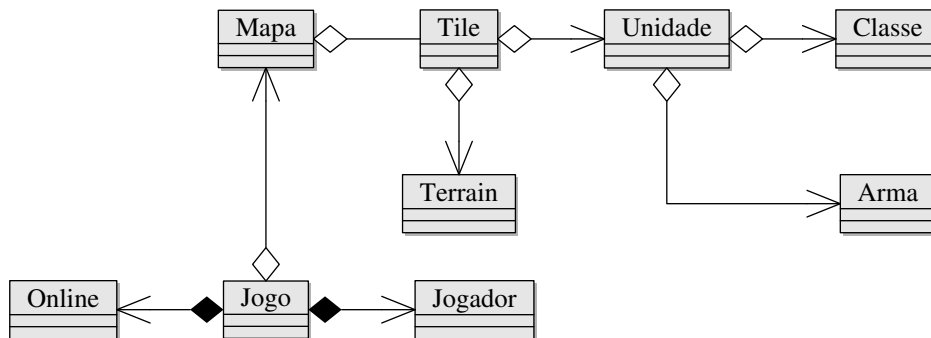 Mapa
Tile
Unidade
Classe
Terrain
Arma
Online
Jogo
Jogador